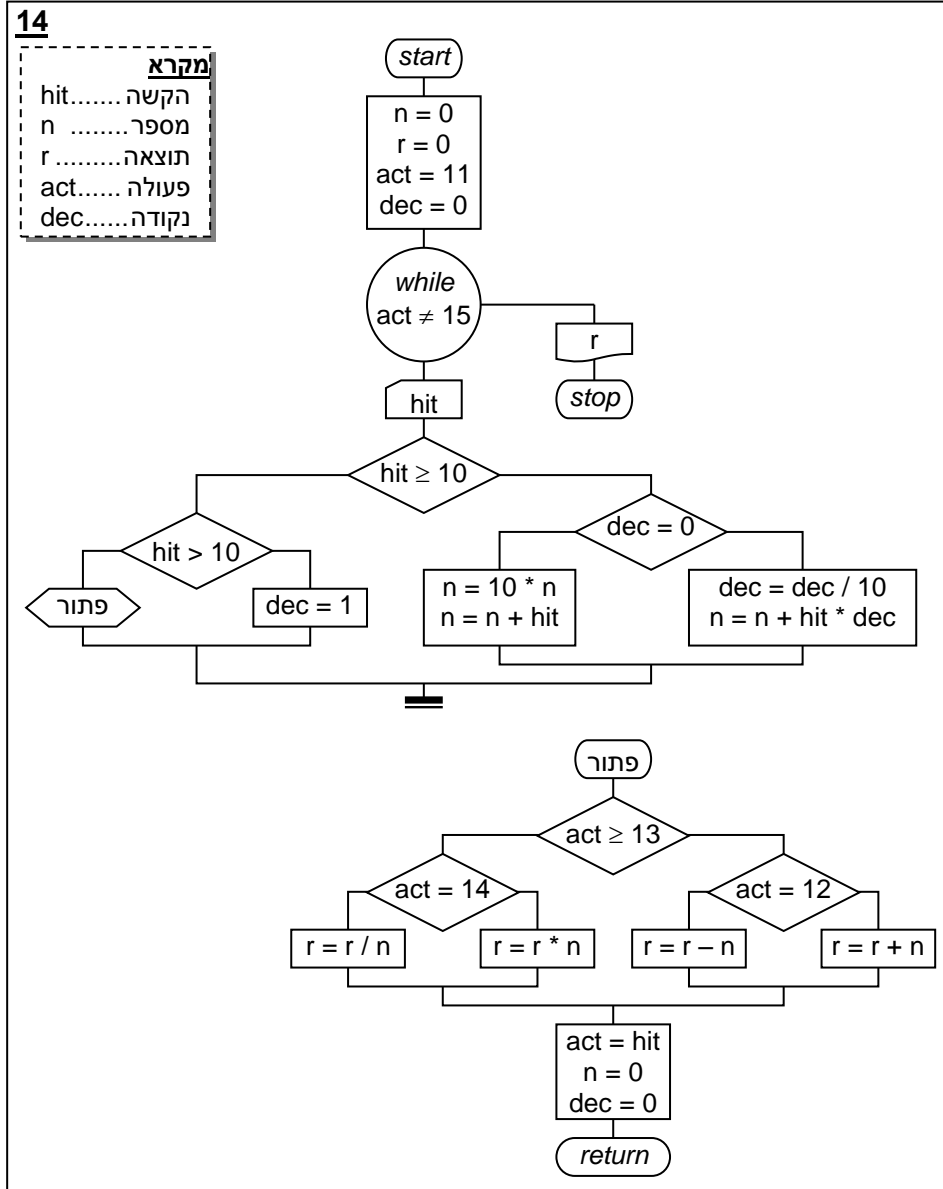 14
מקרא
הקשה.......hit
מספר........ n
תוצאה......... r
פעולה ......act
נקודה......dec
start
n = 0
r = 0
act = 11
dec = 0
while
act ≠ 15
r
stop
hit
hit ≥ 10
hit > 10
dec = 0
פתור
dec = 1
n = 10 * n
n = n + hit
dec = dec / 10
n = n + hit * dec
פתור
act ≥ 13
act = 14
act = 12
r = r / n
r = r * n
r = r – n
r = r + n
act = hit
n = 0
dec = 0
return